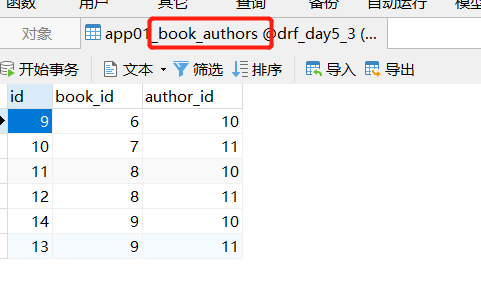 函数 用户 其它 查询 备份 自动运行 模型
对象 app01_book_authors @drf_day5_3 (...
开始事务 文本 筛选 排序 导入 导出
id book_id author_id
9 6 10
10 7 11
11 8 10
12 8 11
14 9 10
13 9 11